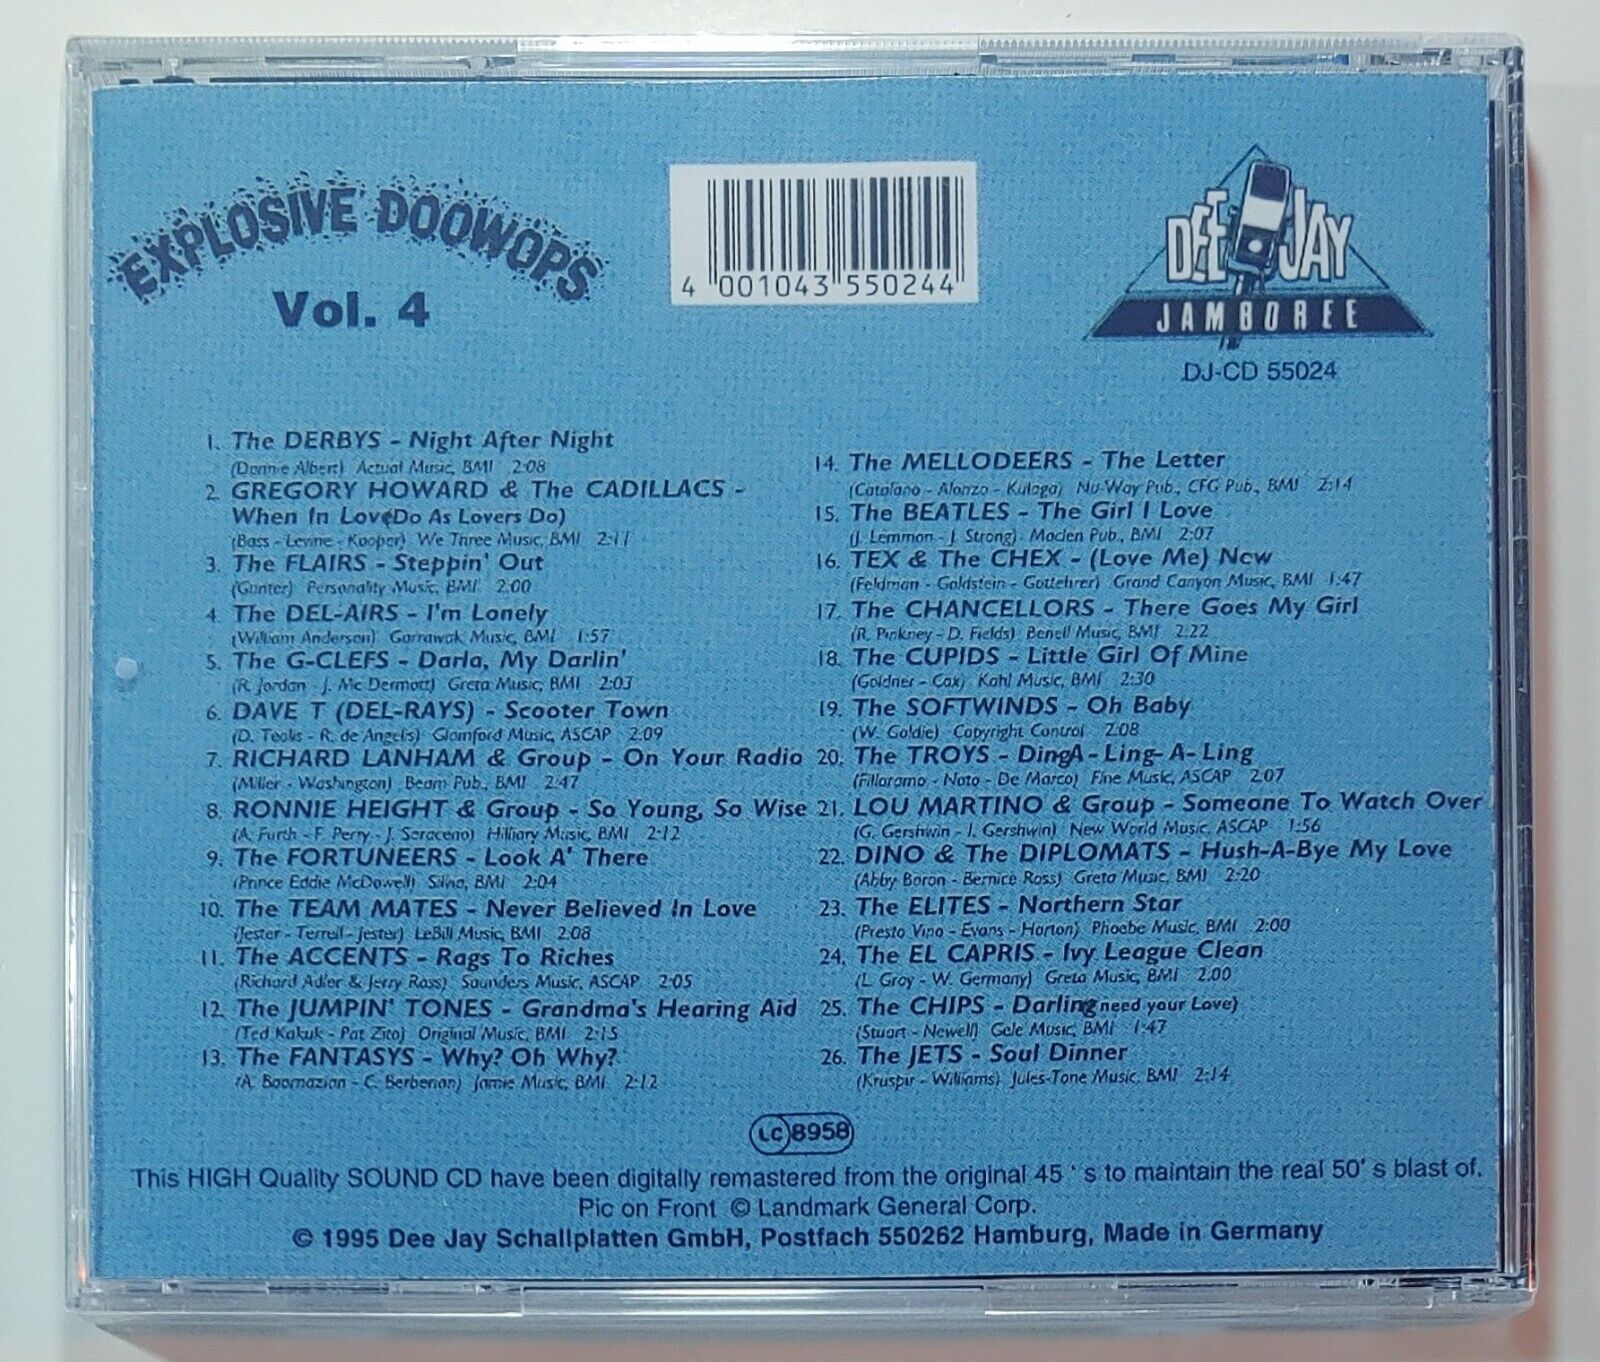 EXPLOSIVE DOOWOPS
Vol. 4
4 001043 550244
DEE JAY
JAMBOREE
DJ-CD 55024
1. The DERBYS - Night After Night
(Donnie Albert) Actual Music, BMI 2:08
2. GREGORY HOWARD & The CADILLACS -
When In Love(Do As Lovers Do)
(Bass - Levine - Kooper) We Three Music, BMI 2:11
3. The FLAIRS - Steppin' Out
(Gunter) Personality Music, BMI 2:00
4. The DEL-AIRS - I'm Lonely
(William Anderson) Garrawak Music, BMI 1:57
5. The G-CLEFS - Darla, My Darlin'
(R. Jordan - J. Mc Dermott) Greta Music, BMI 2:03
6. DAVE T (DEL-RAYS) - Scooter Town
(D. Teolis - R. de Angelis) Glamford Music, ASCAP 2:09
7. RICHARD LANHAM & Group - On Your Radio
(Miller - Washington) Beam Pub., BMI 2:47
8. RONNIE HEIGHT & Group - So Young, So Wise
(A. Furth - F. Perry - J. Saraceno) Hilliary Music, BMI 2:12
9. The FORTUNEERS - Look A' There
(Prince Eddie McDowell) Silva, BMI 2:04
10. The TEAM MATES - Never Believed In Love
(Jester - Terrell - Jester) LeBill Music, BMI 2:08
11. The ACCENTS - Rags To Riches
(Richard Adler & Jerry Ross) Saunders Music, ASCAP 2:05
12. The JUMPIN' TONES - Grandma's Hearing Aid
(Ted Kakuk - Pat Zito) Original Music, BMI 2:15
13. The FANTASYS - Why? Oh Why?
(A. Boomazian - C. Berberian) Jamie Music, BMI 2:12
14. The MELLODEERS - The Letter
(Catalano - Alonzo - Kulaga) Nu-Way Pub., CFG Pub., BMI 2:14
15. The BEATLES - The Girl I Love
(J. Lemmon - J. Strong) Maden Pub., BMI 2:07
16. TEX & The CHEX - (Love Me) Now
(Feldman - Goldstein - Gottehrer) Grand Canyon Music, BMI 1:47
17. The CHANCELLORS - There Goes My Girl
(R. Pinkney - D. Fields) Benell Music, BMI 2:22
18. The CUPIDS - Little Girl Of Mine
(Goldner - Cox) Kahl Music, BMI 2:30
19. The SOFTWINDS - Oh Baby
(W. Goldie) Copyright Control 2:08
20. The TROYS - DingA - Ling- A- Ling
(Fillaramo - Noto - De Marco) Fine Music, ASCAP 2:07
21. LOU MARTINO & Group - Someone To Watch Over
(G. Gershwin - I. Gershwin) New World Music, ASCAP 1:56
22. DINO & The DIPLOMATS - Hush-A-Bye My Love
(Abby Baron - Bernice Ross) Greta Music, BMI 2:20
23. The ELITES - Northern Star
(Presto Vino - Evans - Horton) Phoebe Music, BMI 2:00
24. The EL CAPRIS - Ivy League Clean
(L. Gray - W. Germany) Greta Music, BMI 2:00
25. The CHIPS - Darling need your Love)
(Stuart - Newell) Gele Music, BMI 1:47
26. The JETS - Soul Dinner
(Kruspir - Williams) Jules-Tone Music, BMI 2:14
LC 8958
This HIGH Quality SOUND CD have been digitally remastered from the original 45 ' s to maintain the real 50' s blast of.
Pic on Front © Landmark General Corp.
© 1995 Dee Jay Schallplatten GmbH, Postfach 550262 Hamburg, Made in Germany